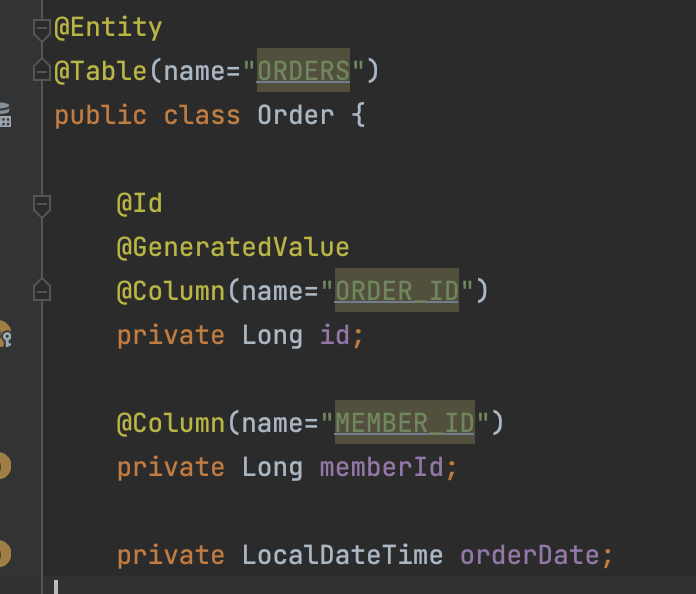 @Entity
@Table(name="ORDERS")
public class Order {
@Id
@GeneratedValue
@Column(name="ORDER_ID")
private Long id;
@Column(name="MEMBER_ID")
private Long memberId;
private LocalDateTime orderDate;